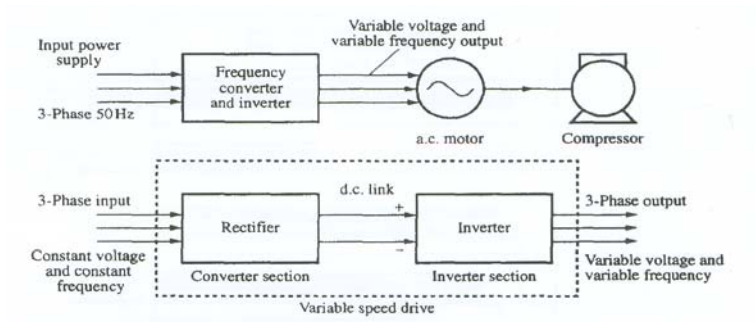 Input power
supply
3-Phase 50 Hz
Frequency
converter
and inverter
Variable voltage and
variable frequency output
a.c. motor
Compressor
3-Phase input
Constant voltage
and constant
frequency
Rectifier
Converter section
d.c. link
+
−
Inverter
Inverter section
3-Phase output
Variable voltage and
variable frequency
Variable speed drive